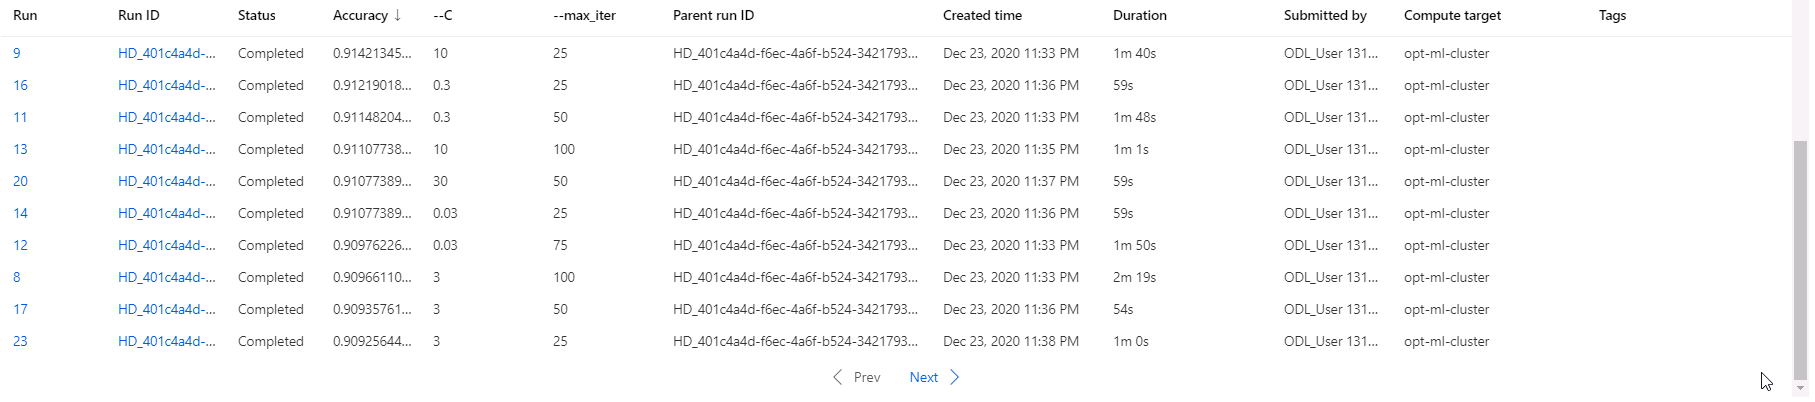 Run Run ID Status Accuracy ↓ --C --max_iter Parent run ID Created time Duration Submitted by Compute target Tags
9 HD_401c4a4d-... Completed 0.91421345... 10 25 HD_401c4a4d-f6ec-4a6f-b524-3421793... Dec 23, 2020 11:33 PM 1m 40s ODL_User 131... opt-ml-cluster
16 HD_401c4a4d-... Completed 0.91219018... 0.3 25 HD_401c4a4d-f6ec-4a6f-b524-3421793... Dec 23, 2020 11:36 PM 59s ODL_User 131... opt-ml-cluster
11 HD_401c4a4d-... Completed 0.91148204... 0.3 50 HD_401c4a4d-f6ec-4a6f-b524-3421793... Dec 23, 2020 11:33 PM 1m 48s ODL_User 131... opt-ml-cluster
13 HD_401c4a4d-... Completed 0.91107738... 10 100 HD_401c4a4d-f6ec-4a6f-b524-3421793... Dec 23, 2020 11:35 PM 1m 1s ODL_User 131... opt-ml-cluster
20 HD_401c4a4d-... Completed 0.91077389... 30 50 HD_401c4a4d-f6ec-4a6f-b524-3421793... Dec 23, 2020 11:37 PM 59s ODL_User 131... opt-ml-cluster
14 HD_401c4a4d-... Completed 0.91077389... 0.03 25 HD_401c4a4d-f6ec-4a6f-b524-3421793... Dec 23, 2020 11:36 PM 59s ODL_User 131... opt-ml-cluster
12 HD_401c4a4d-... Completed 0.90976226... 0.03 75 HD_401c4a4d-f6ec-4a6f-b524-3421793... Dec 23, 2020 11:33 PM 1m 50s ODL_User 131... opt-ml-cluster
8 HD_401c4a4d-... Completed 0.90966110... 3 100 HD_401c4a4d-f6ec-4a6f-b524-3421793... Dec 23, 2020 11:33 PM 2m 19s ODL_User 131... opt-ml-cluster
17 HD_401c4a4d-... Completed 0.90935761... 3 50 HD_401c4a4d-f6ec-4a6f-b524-3421793... Dec 23, 2020 11:36 PM 54s ODL_User 131... opt-ml-cluster
23 HD_401c4a4d-... Completed 0.90925644... 3 25 HD_401c4a4d-f6ec-4a6f-b524-3421793... Dec 23, 2020 11:38 PM 1m 0s ODL_User 131... opt-ml-cluster
Prev Next